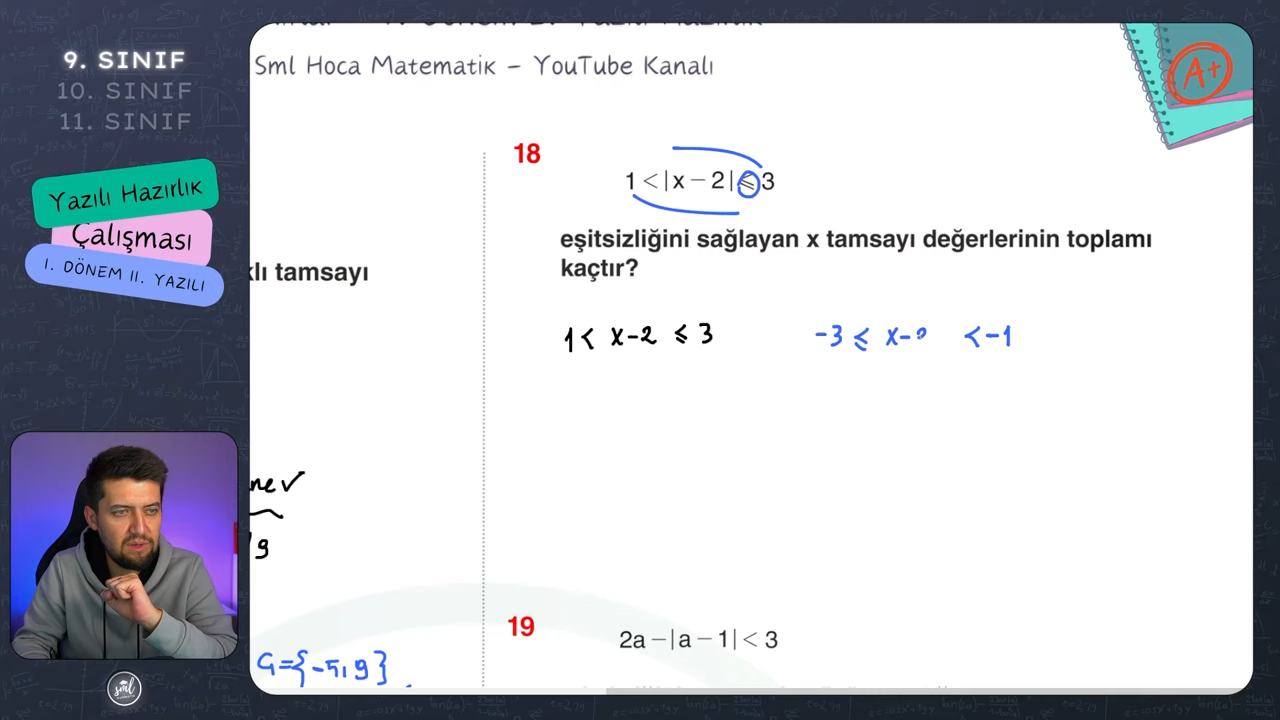 9. SINIF
10. SINIF
11. SINIF
Yazılı Hazırlık
Çalışması
I. DÖNEM II. YAZILI
Sml Hoca Matematik – YouTube Kanalı
A+
klı tamsayı
18
1 < |x − 2| ≤ 3
eşitsizliğini sağlayan x tamsayı değerlerinin toplamı
kaçtır?
1 < x-2 ≤ 3
-3 ≤ x- < -1
19
2a − |a − 1| < 3
sml